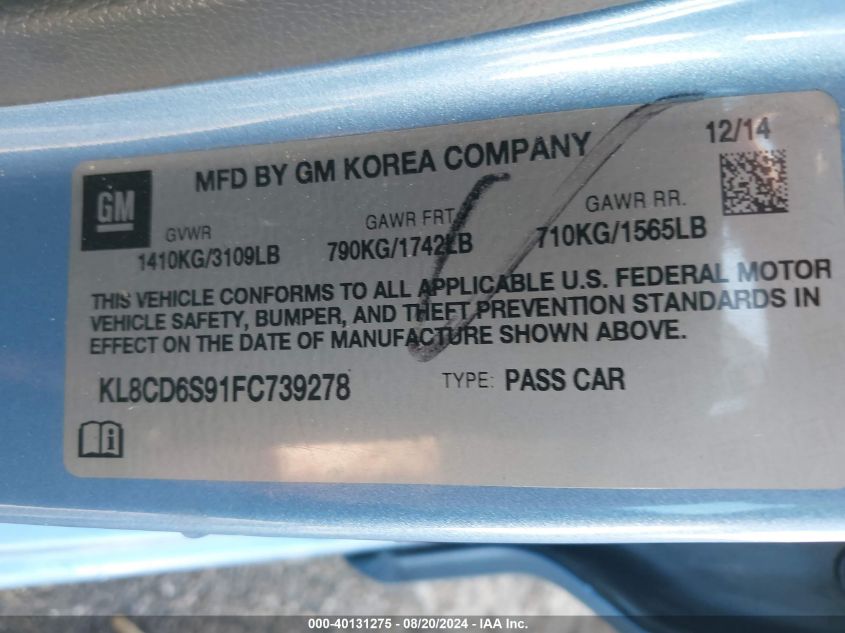 MFD BY GM KOREA COMPANY
12/14
GM
GVWR
1410KG/3109LB
GAWR FRT.
790KG/1742LB
GAWR RR.
710KG/1565LB
THIS VEHICLE CONFORMS TO ALL APPLICABLE U.S. FEDERAL MOTOR
VEHICLE SAFETY, BUMPER, AND THEFT PREVENTION STANDARDS IN
EFFECT ON THE DATE OF MANUFACTURE SHOWN ABOVE.
KL8CD6S91FC739278
TYPE: PASS CAR
i
000-40131275 - 08/20/2024 - IAA Inc.